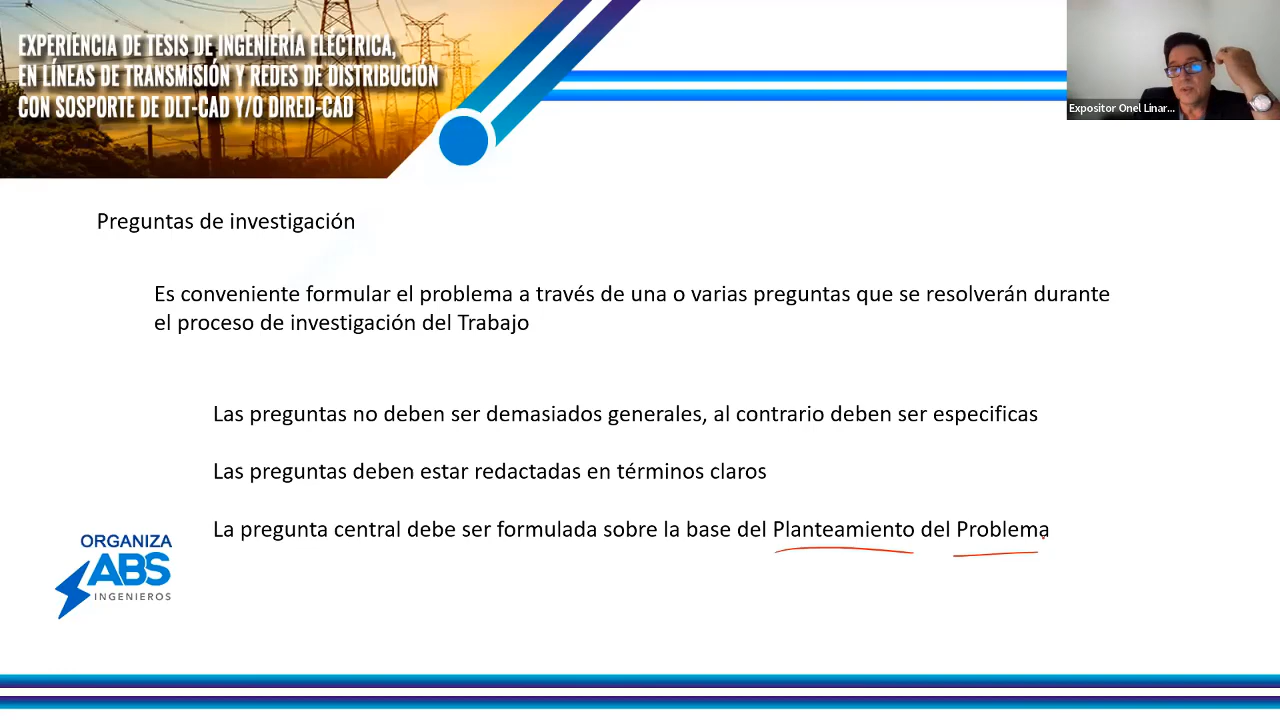 EXPERIENCIA DE TESIS DE INGENIERÍA ELÉCTRICA,
EN LÍNEAS DE TRANSMISIÓN Y REDES DE DISTRIBUCIÓN
CON SOSPORTE DE DLT-CAD Y/O DIRED-CAD
Expositor Onel Linar...
Preguntas de investigación
Es conveniente formular el problema a través de una o varias preguntas que se resolverán durante
el proceso de investigación del Trabajo
Las preguntas no deben ser demasiados generales, al contrario deben ser especificas
Las preguntas deben estar redactadas en términos claros
La pregunta central debe ser formulada sobre la base del Planteamiento del Problema
ORGANIZA
ABS
INGENIEROS